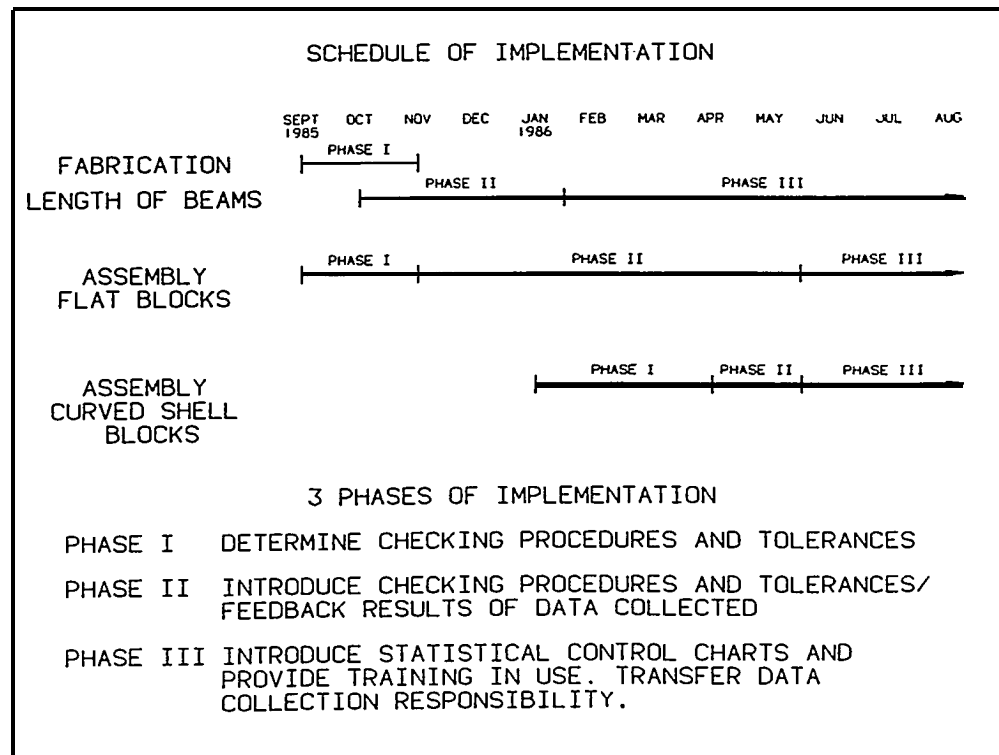 SCHEDULE OF IMPLEMENTATION
SEPT 1985 OCT NOV DEC JAN 1986 FEB MAR APR MAY JUN JUL AUG
PHASE I
FABRICATION
PHASE II PHASE III
LENGTH OF BEAMS
PHASE I PHASE II PHASE III
ASSEMBLY
FLAT BLOCKS
PHASE I PHASE II PHASE III
ASSEMBLY
CURVED SHELL
BLOCKS
3 PHASES OF IMPLEMENTATION
PHASE I DETERMINE CHECKING PROCEDURES AND TOLERANCES
PHASE II INTRODUCE CHECKING PROCEDURES AND TOLERANCES/
FEEDBACK RESULTS OF DATA COLLECTED
PHASE III INTRODUCE STATISTICAL CONTROL CHARTS AND
PROVIDE TRAINING IN USE. TRANSFER DATA
COLLECTION RESPONSIBILITY.